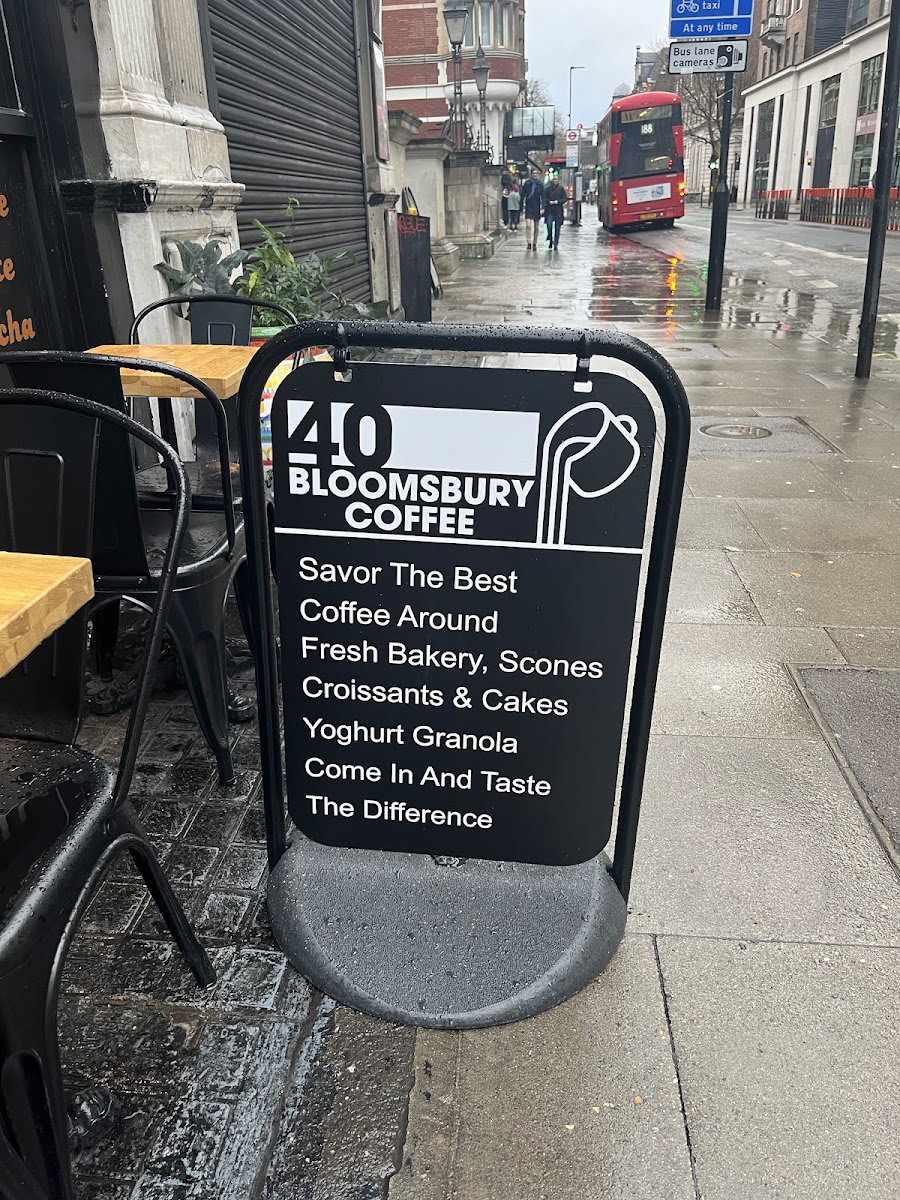 taxi
At any time
Bus lane
cameras
188
40
BLOOMSBURY
COFFEE
Savor The Best
Coffee Around
Fresh Bakery, Scones
Croissants & Cakes
Yoghurt Granola
Come In And Taste
The Difference